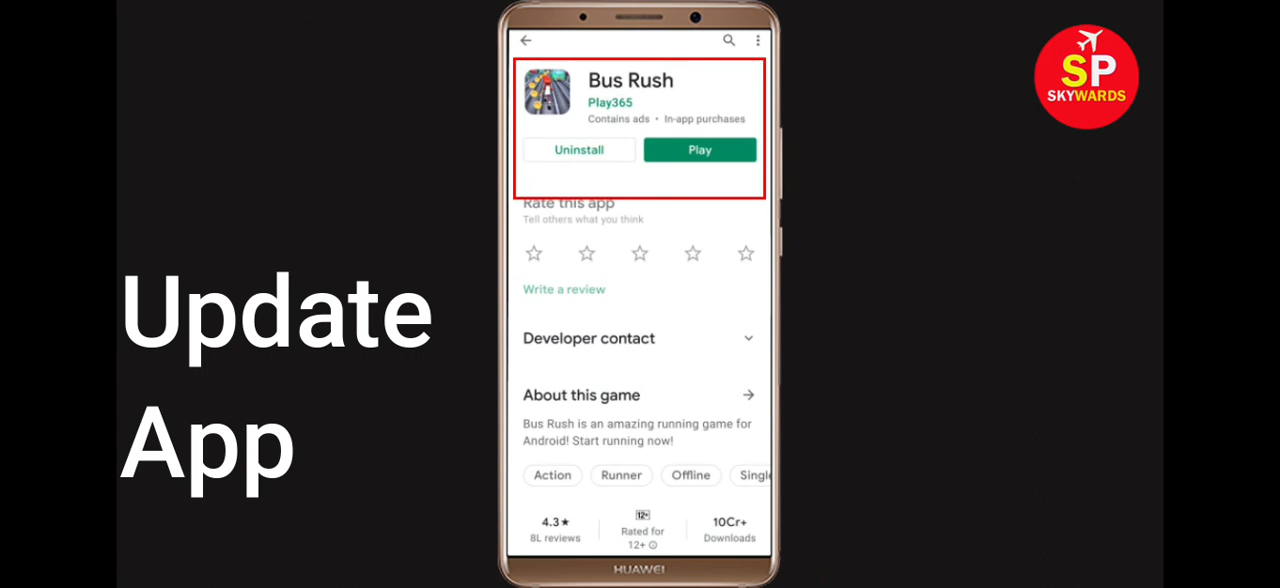 Bus Rush
Play365
Contains ads • In-app purchases
Uninstall
Play
Rate this app
Tell others what you think
Write a review
Developer contact
About this game
Bus Rush is an amazing running game for
Android! Start running now!
Action
Runner
Offline
Single
4.3★
8L reviews
12+
Rated for
12+
10Cr+
Downloads
HUAWEI
Update
App
SP
SKYWARDS